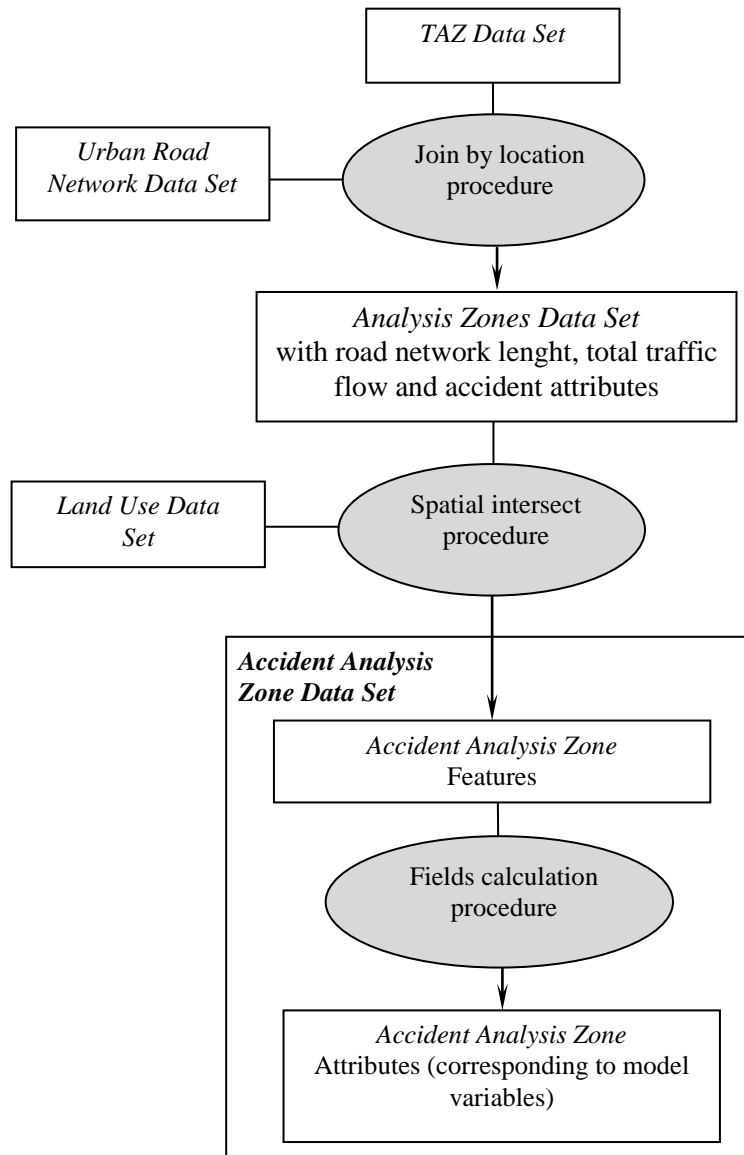 TAZ Data Set
Urban Road
Network Data Set
Join by location
procedure
Analysis Zones Data Set
with road network lenght, total traffic
flow and accident attributes
Land Use Data
Set
Spatial intersect
procedure
Accident Analysis
Zone Data Set
Accident Analysis Zone
Features
Fields calculation
procedure
Accident Analysis Zone
Attributes (corresponding to model
variables)